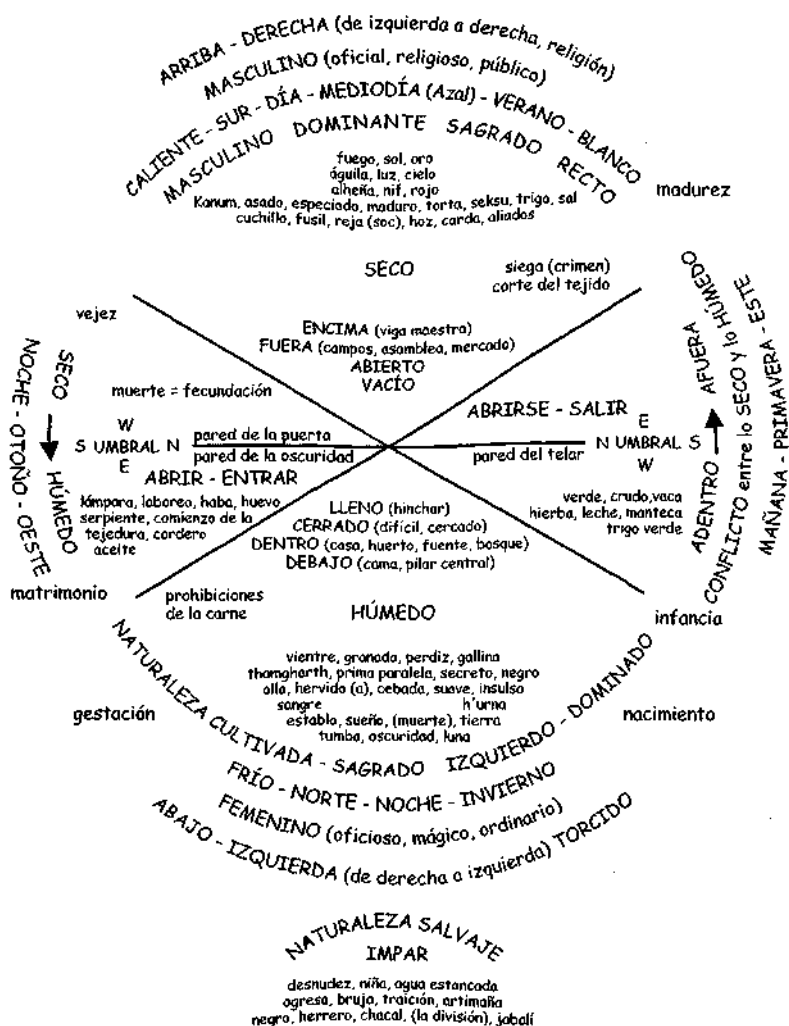 ARRIBA - DERECHA (de izquierda a derecha, religión)
MASCULINO (oficial, religioso, público)
CALIENTE - SUR - DÍA - MEDIODÍA (Azal) - VERANO - BLANCO
MASCULINO DOMINANTE SAGRADO RECTO
fuego, sol, oro
águila, luz, cielo
alheña, nif, rojo
Kanum, asado, especiado, maduro, torta, seksu, trigo, sal
cuchillo, fusil, reja (soc), hoz, carda, aliados
madurez
SECO
siega (crimen)
corte del tejido
vejez
ENCIMA (viga maestra)
FUERA (campos, asamblea, mercado)
ABIERTO
VACÍO
NOCHE - OTOÑO - OESTE
SECO
HÚMEDO
muerte = fecundación
W
S UMBRAL N
E
pared de la puerta
pared de la oscuridad
ABRIR - ENTRAR
lámpara, laboreo, haba, huevo
serpiente, comienzo de la
tejedura, cordero
aceite
ABRIRSE - SALIR
pared del telar
E
N UMBRAL S
W
verde, crudo,vaca
hierba, leche, manteca
trigo verde
ADENTRO
AFUERA
CONFLICTO entre lo SECO y lo HÚMEDO
MAÑANA - PRIMAVERA - ESTE
LLENO (hinchar)
CERRADO (difícil, cercado)
DENTRO (casa, huerto, fuente, bosque)
DEBAJO (cama, pilar central)
matrimonio
prohibiciones
de la carne
HÚMEDO
infancia
vientre, granada, perdiz, gallina
thamgharth, prima paralela, secreto, negro
olla, hervido (a), cebada, suave, insulso
sangre h'urma
establo, sueño, (muerte), tierra
tumba, oscuridad, luna
gestación
nacimiento
NATURALEZA CULTIVADA - SAGRADO IZQUIERDO - DOMINADO
FRÍO - NORTE - NOCHE - INVIERNO
FEMENINO (oficioso, mágico, ordinario)
ABAJO - IZQUIERDA (de derecha a izquierda) TORCIDO
NATURALEZA SALVAJE
IMPAR
desnudez, niña, agua estancada
ogresa, bruja, traición, artimaña
negro, herrero, chacal, (la división), jabalí